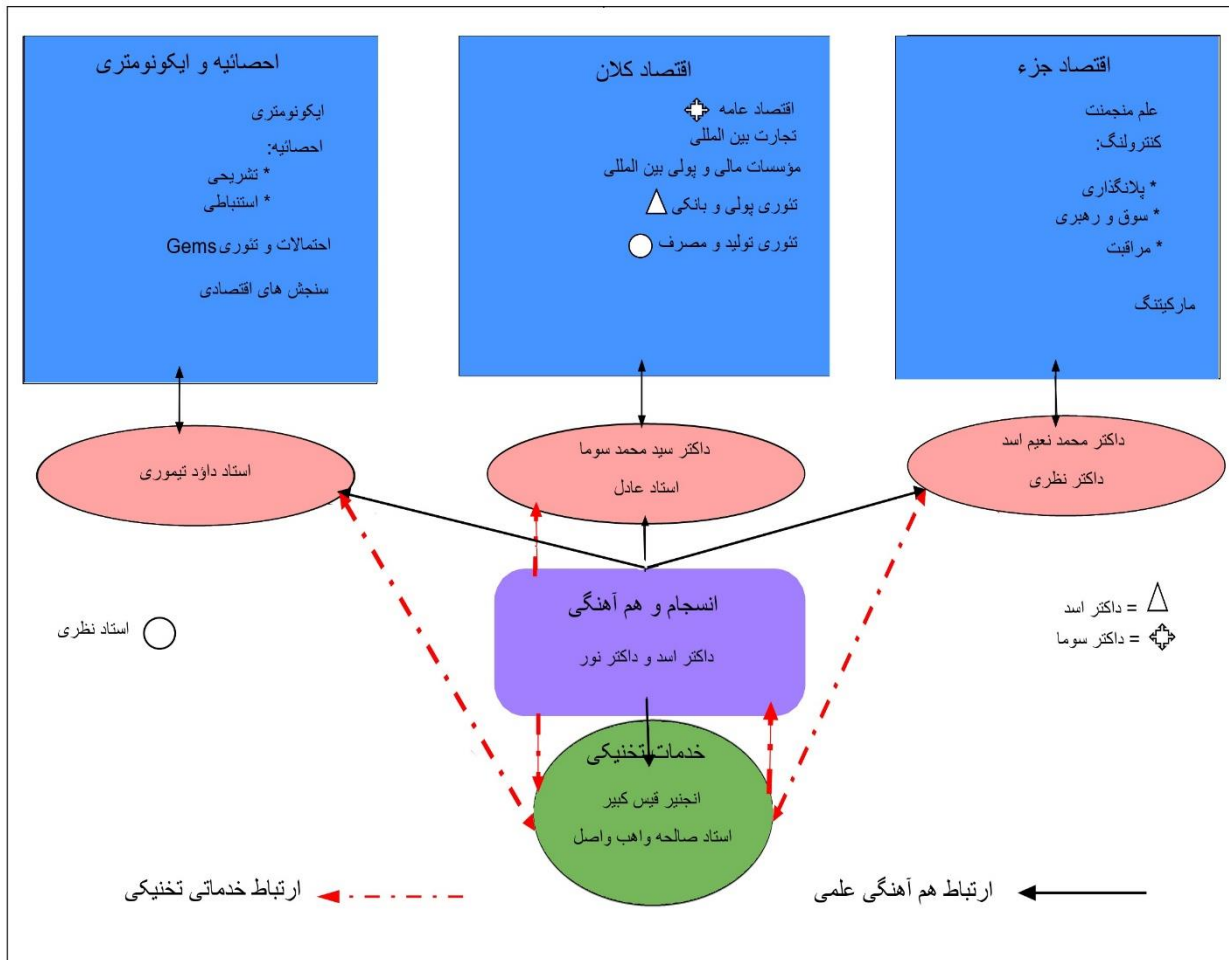 اقتصاد جزء
علم منجمنت
کنترولنگ:
* پلانگذاری
* سوق و رهبری
* مراقبت
مارکیتنگ
اقتصاد کلان
اقتصاد عامه
تجارت بین المللی
مؤسسات مالی و پولی بین المللی
تئوری پولی و بانکی
تئوری تولید و مصرف
احصائیه و ایکونومتری
ایکونومتری
احصائیه:
* تشریحی
* استنباطی
احتمالات و تئوری Gems
سنجش های اقتصادی
داکتر محمد نعیم اسد
داکتر نظری
داکتر سید محمد سوما
استاد عادل
استاد داؤد تیموری
انسجام و هم آهنگی
داکتر اسد و داکتر نور
= داکتر اسد
= داکتر سوما
استاد نظری
خدمات تخنیکی
انجنیر قیس کبیر
استاد صالحه واهب واصل
ارتباط هم آهنگی علمی
ارتباط خدماتی تخنیکی